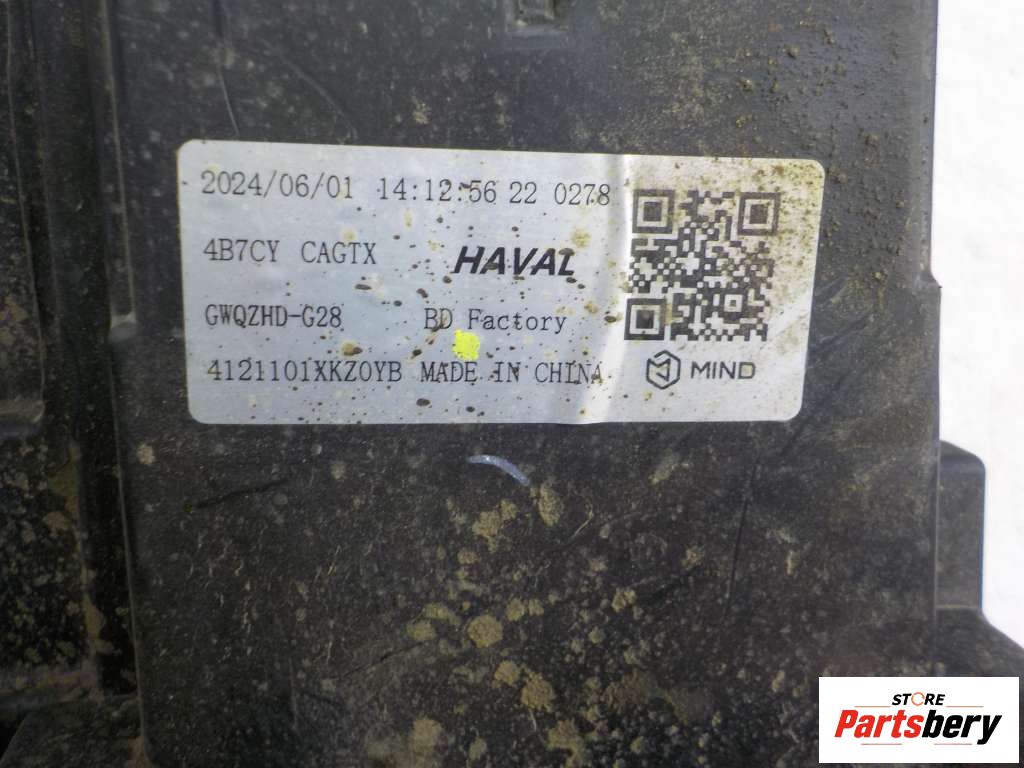 2024/06/01 14:12:56 22 0278
4B7CY CAGTX HAVAL
GWQZHD-G28 BD Factory
4121101XKZ0YB MADE IN CHINA MIND
STORE
Partsbery